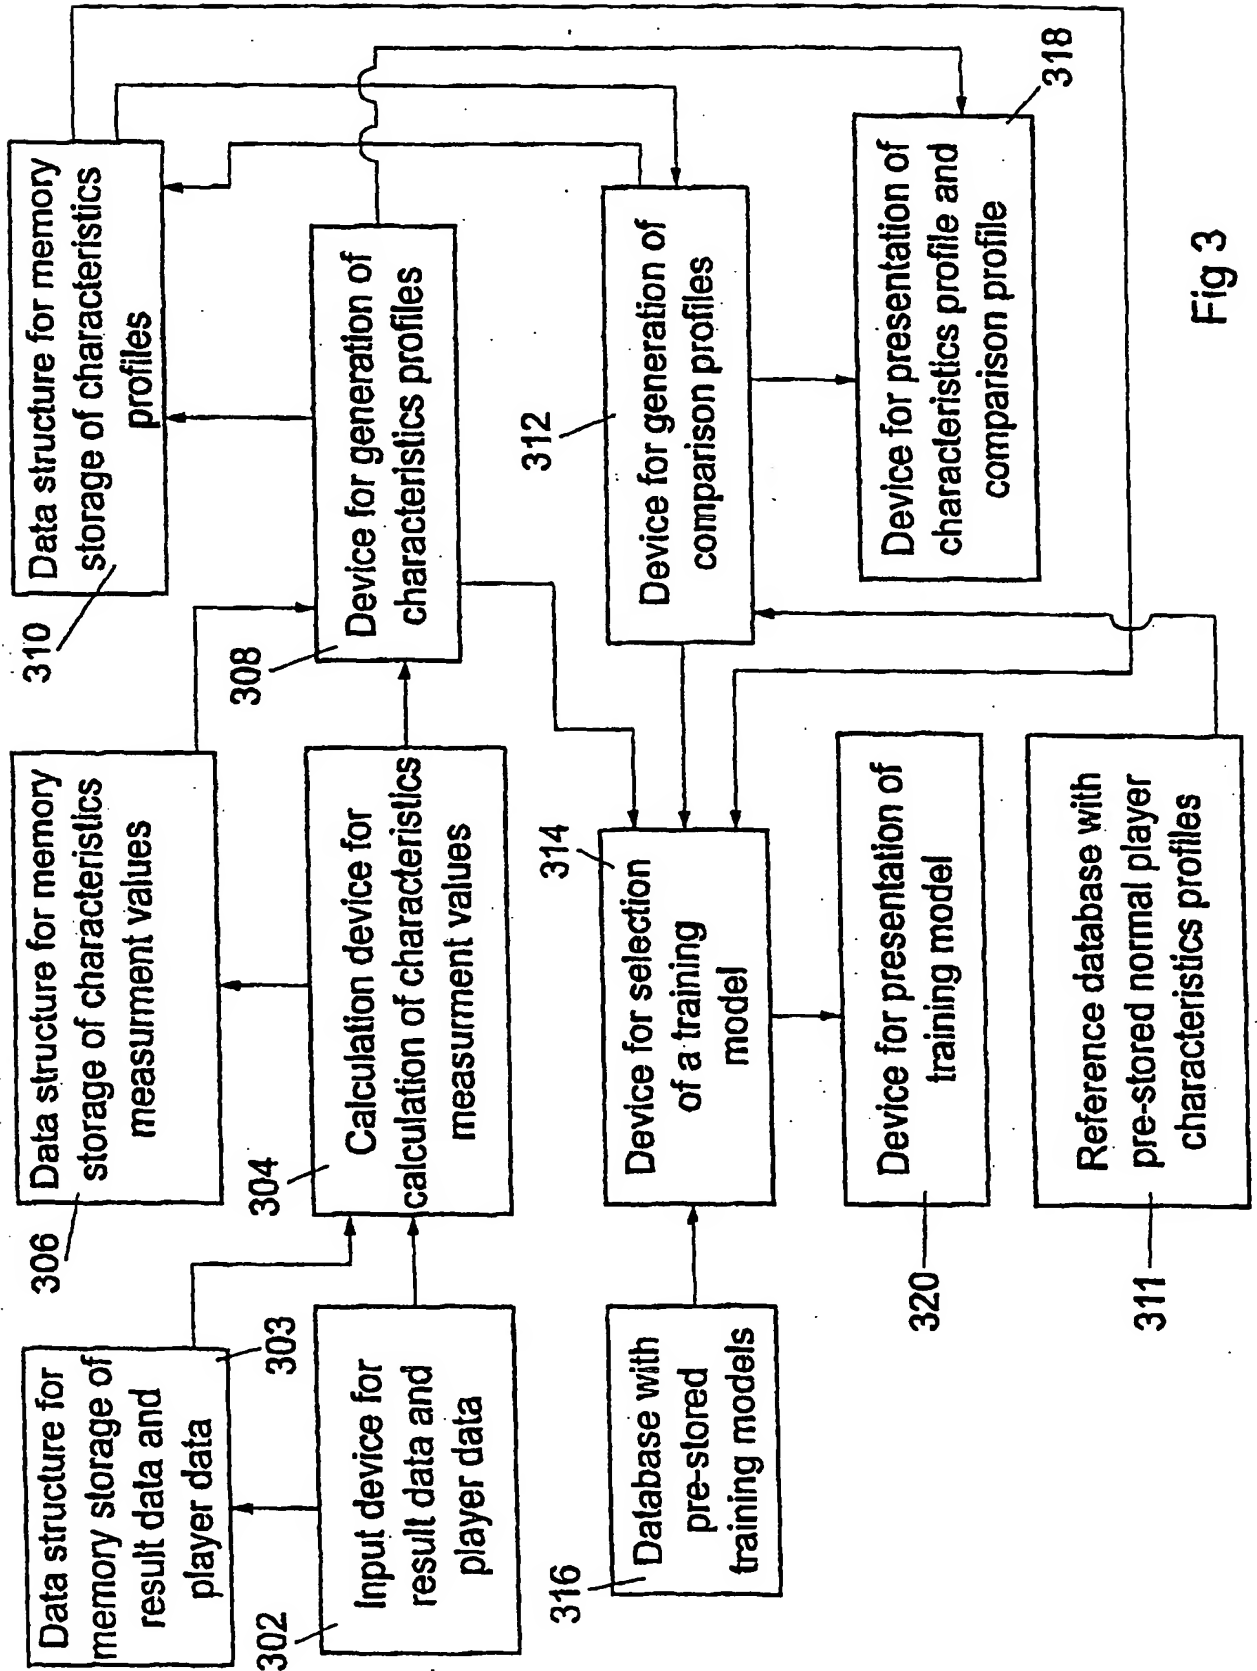 Data structure for
memory storage of
result data and
player data
303
Data structure for memory
storage of characteristics
measurment values
306
Data structure for memory
storage of characteristics
profiles
310
302
Input device for
result data and
player data
304
Calculation device for
calculation of characteristics
measurement values
308
Device for generation of
characteristics profiles
316
Database with
pre-stored
training models
314
Device for selection
of a training
model
312
Device for generation of
comparison profiles
320
Device for presentation of
training model
Device for presentation of
characteristics profile and
comparison profile
318
311
Reference database with
pre-stored normal player
characteristics profiles
Fig 3